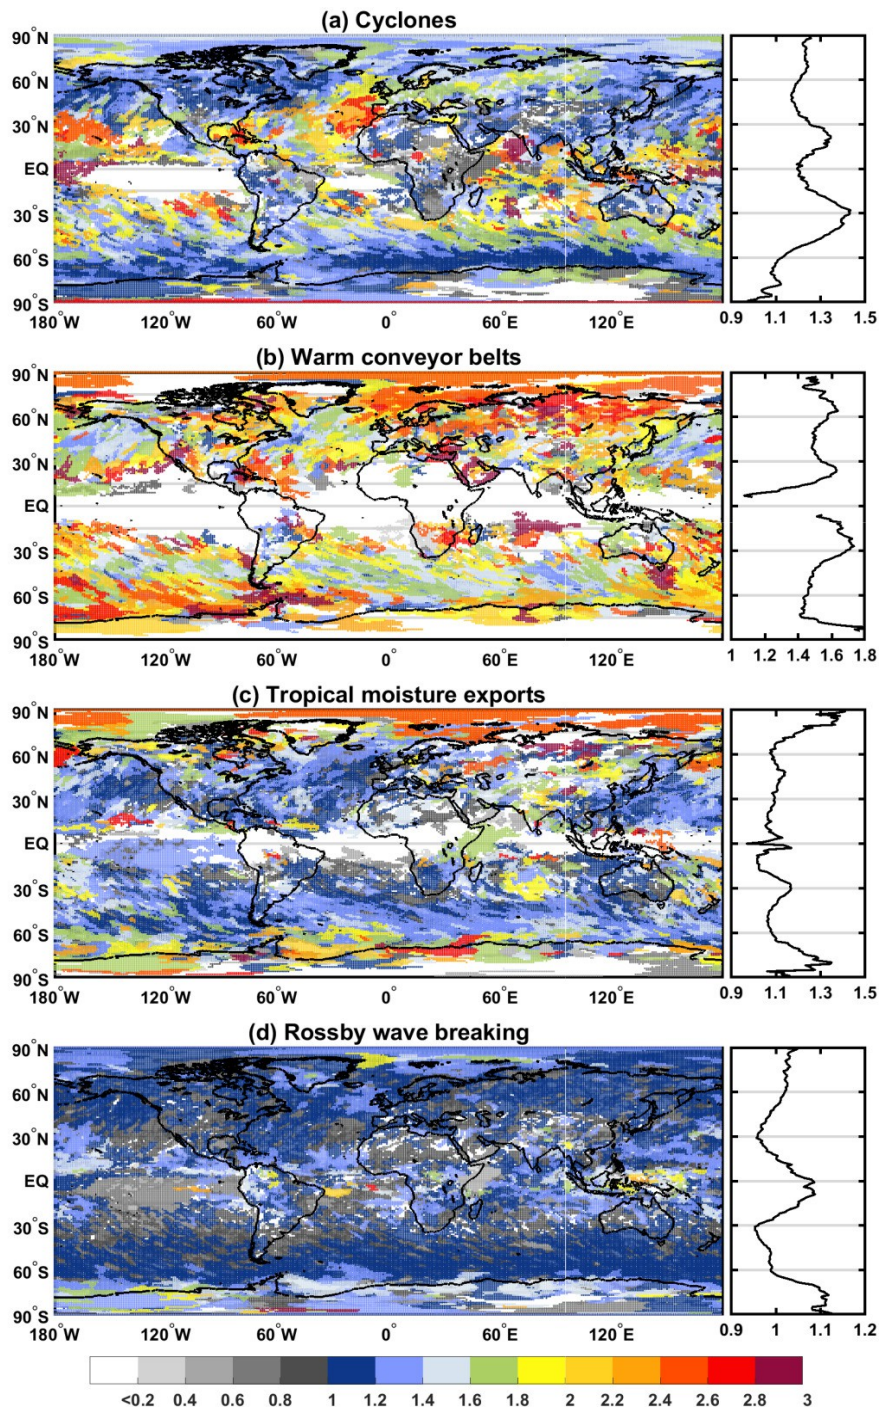 (a) Cyclones
90°N
60°N
30°N
EQ
30°S
60°S
90°S
180°W 120°W 60°W 0° 60°E 120°E
0.9 1.1 1.3 1.5
(b) Warm conveyor belts
90°N
60°N
30°N
EQ
30°S
60°S
90°S
180°W 120°W 60°W 0° 60°E 120°E
1 1.2 1.4 1.6 1.8
(c) Tropical moisture exports
90°N
60°N
30°N
EQ
30°S
60°S
90°S
180°W 120°W 60°W 0° 60°E 120°E
0.9 1.1 1.3 1.5
(d) Rossby wave breaking
90°N
60°N
30°N
EQ
30°S
60°S
90°S
180°W 120°W 60°W 0° 60°E 120°E
0.9 1 1.1 1.2
<0.2 0.4 0.6 0.8 1 1.2 1.4 1.6 1.8 2 2.2 2.4 2.6 2.8 3